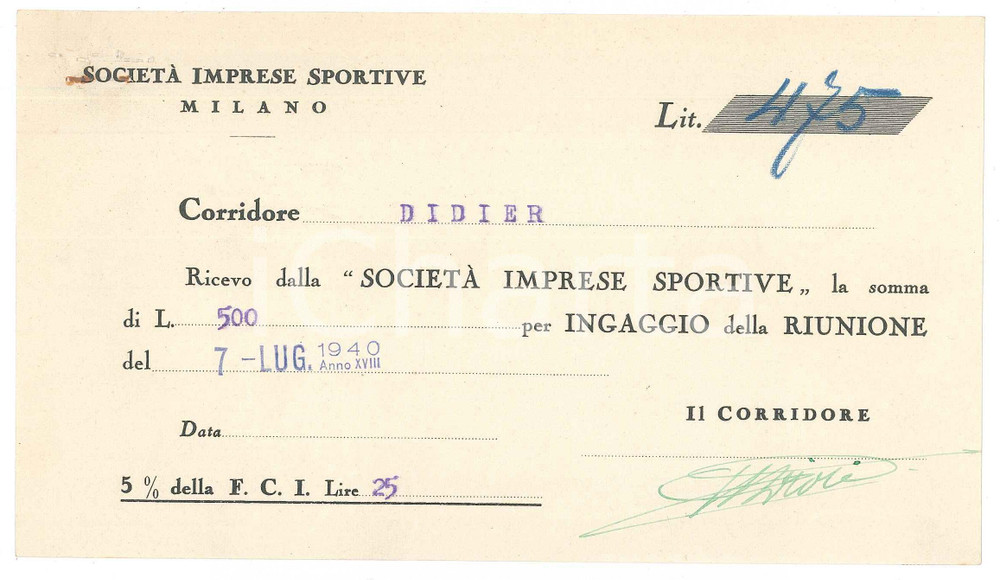 SOCIETÀ IMPRESE SPORTIVE
MILANO
Lit. 475
Corridore DIDIER
Ricevo dalla “SOCIETÀ IMPRESE SPORTIVE„ la somma
di L. 500 per INGAGGIO della RIUNIONE
del 7 - LUG. 1940 Anno XVIII
Il CORRIDORE
Data
5 % della F. C. I. Lire 25
iCharta